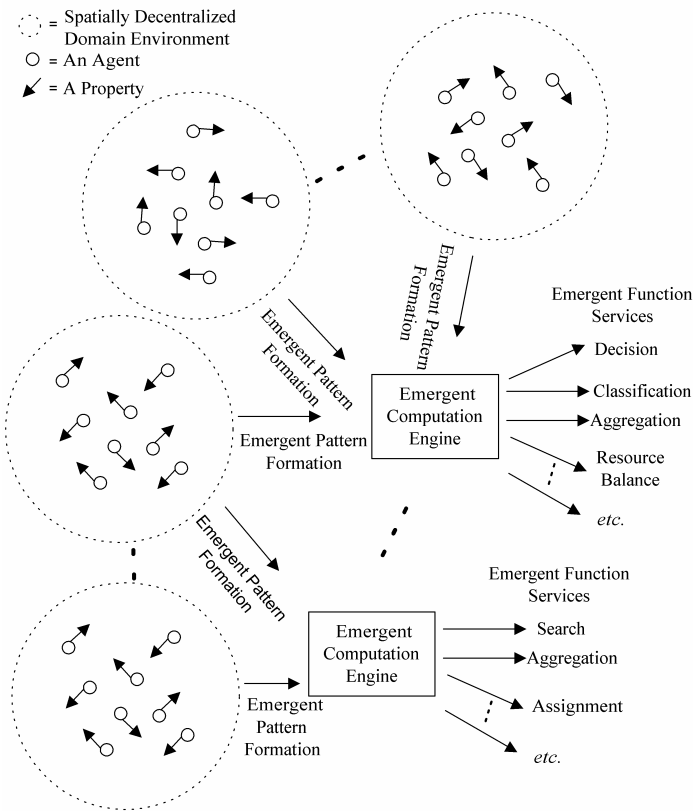 = Spatially Decentralized
Domain Environment
= An Agent
= A Property
Emergent Pattern
Formation
Emergent Pattern
Formation
Emergent Pattern
Formation
Emergent Computation
Engine
Emergent Function
Services
Decision
Classification
Aggregation
Resource
Balance
etc.
Emergent Pattern
Formation
Emergent
Pattern
Formation
Emergent
Computation
Engine
Emergent Function
Services
Search
Aggregation
Assignment
etc.